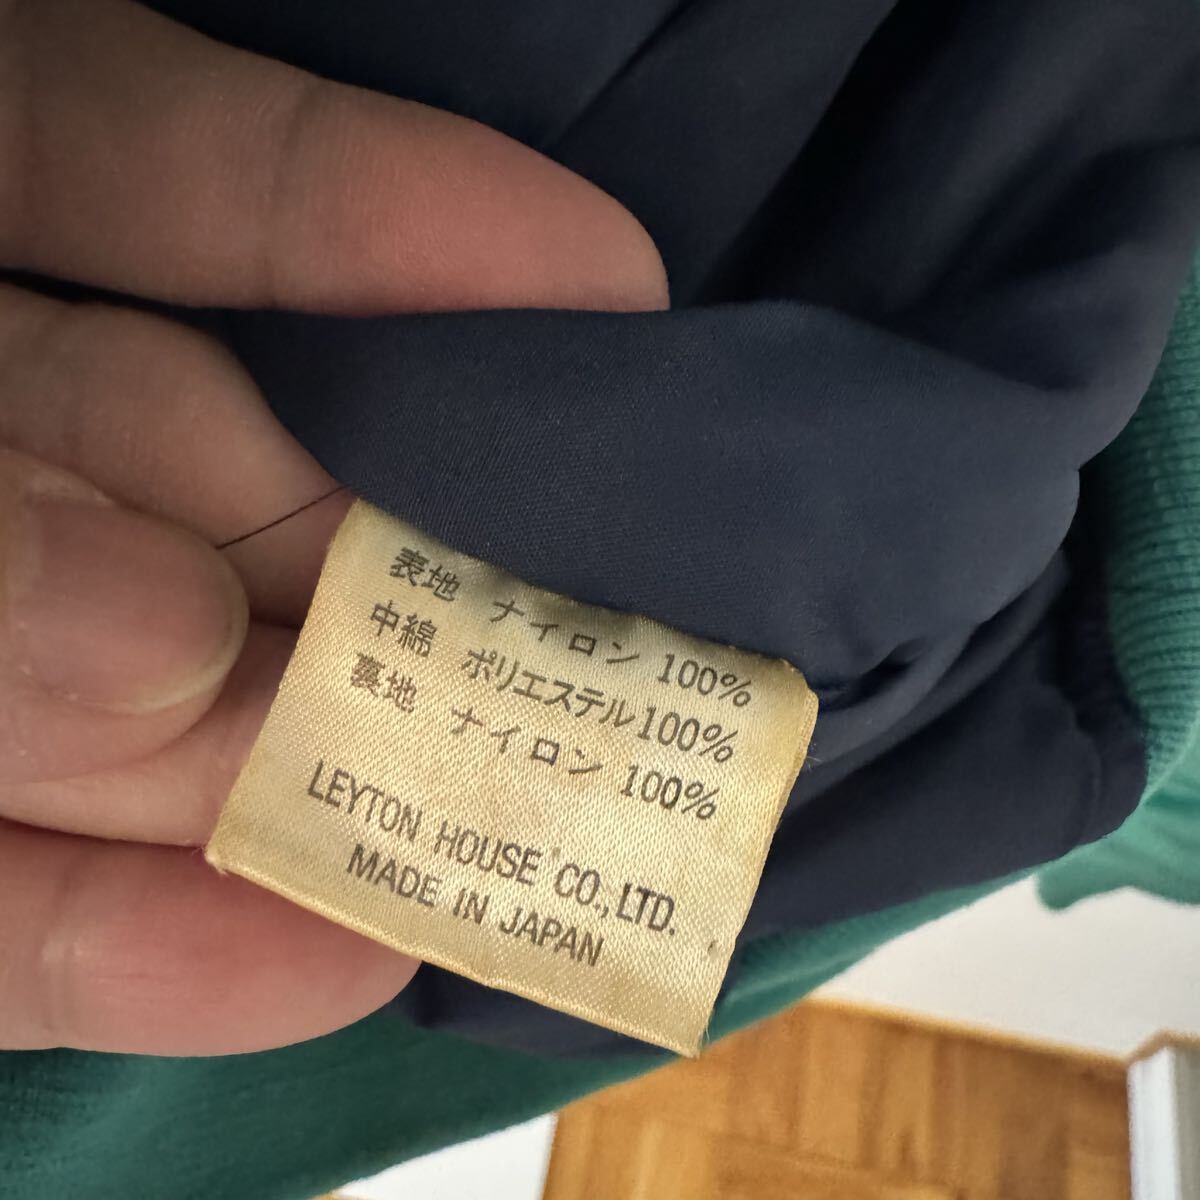 表地 ナイロン 100%
中綿 ポリエステル100%
裏地 ナイロン 100%
LEYTON HOUSE CO.,LTD.
MADE IN JAPAN